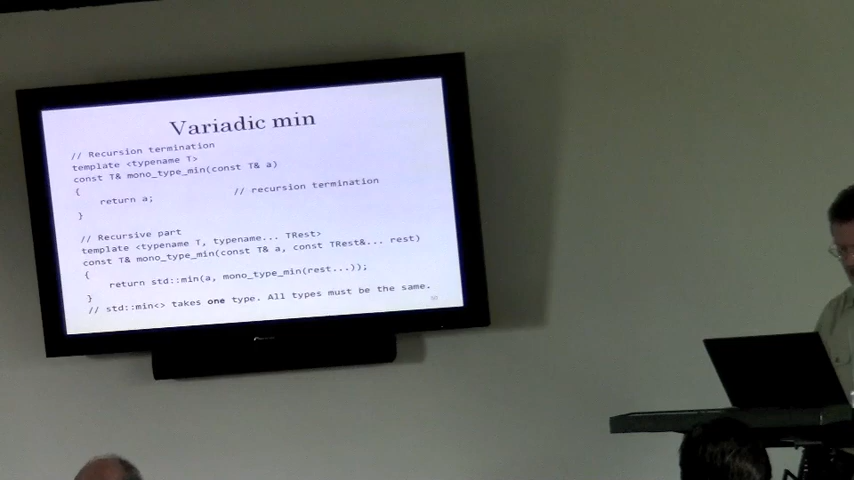 Variadic min
// Recursion termination
template <typename T>
const T& mono_type_min(const T& a)
{
return a; // recursion termination
}
// Recursive part
template <typename T, typename... TRest>
const T& mono_type_min(const T& a, const TRest&... rest)
{
return std::min(a, mono_type_min(rest...));
}
// std::min<> takes one type. All types must be the same.